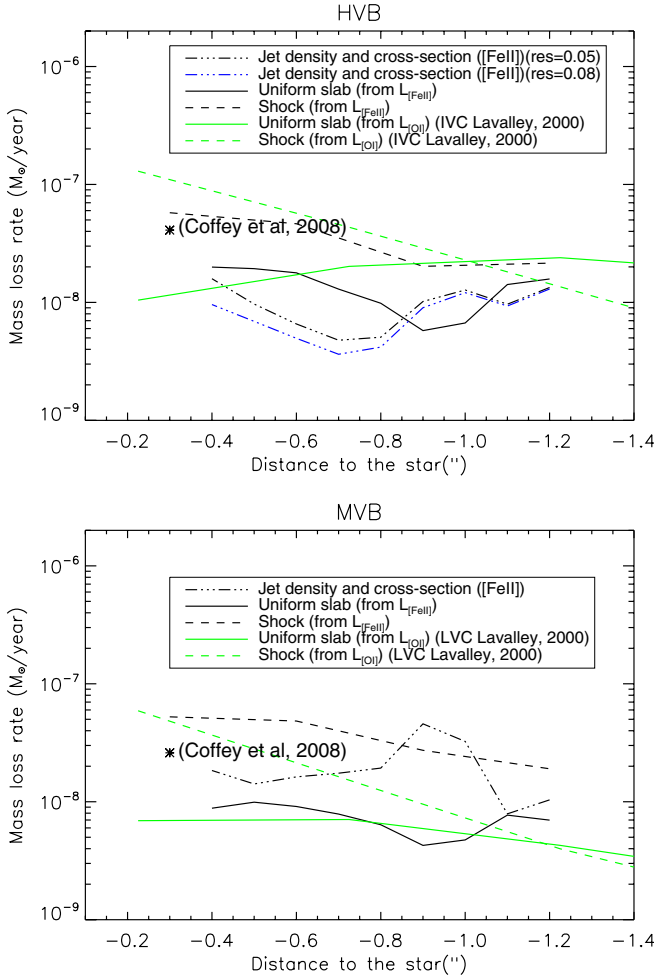 HVB
Jet density and cross-section ([FeII])(res=0.05)
Jet density and cross-section ([FeII])(res=0.08)
Uniform slab (from L[FeII])
Shock (from L[FeII])
Uniform slab (from L[OI]) (IVC Lavalley, 2000)
Shock (from L[OI]) (IVC Lavalley, 2000)
(Coffey et al, 2008)
10⁻⁶
10⁻⁷
10⁻⁸
10⁻⁹
Mass loss rate (M⊙/year)
-0.2 -0.4 -0.6 -0.8 -1.0 -1.2 -1.4
Distance to the star('')
MVB
Jet density and cross-section ([FeII])
Uniform slab (from L[FeII])
Shock (from L[FeII])
Uniform slab (from L[OI]) (LVC Lavalley, 2000)
Shock (from L[OI]) (LVC Lavalley, 2000)
(Coffey et al, 2008)
10⁻⁶
10⁻⁷
10⁻⁸
10⁻⁹
Mass loss rate (M⊙/year)
-0.2 -0.4 -0.6 -0.8 -1.0 -1.2 -1.4
Distance to the star('')